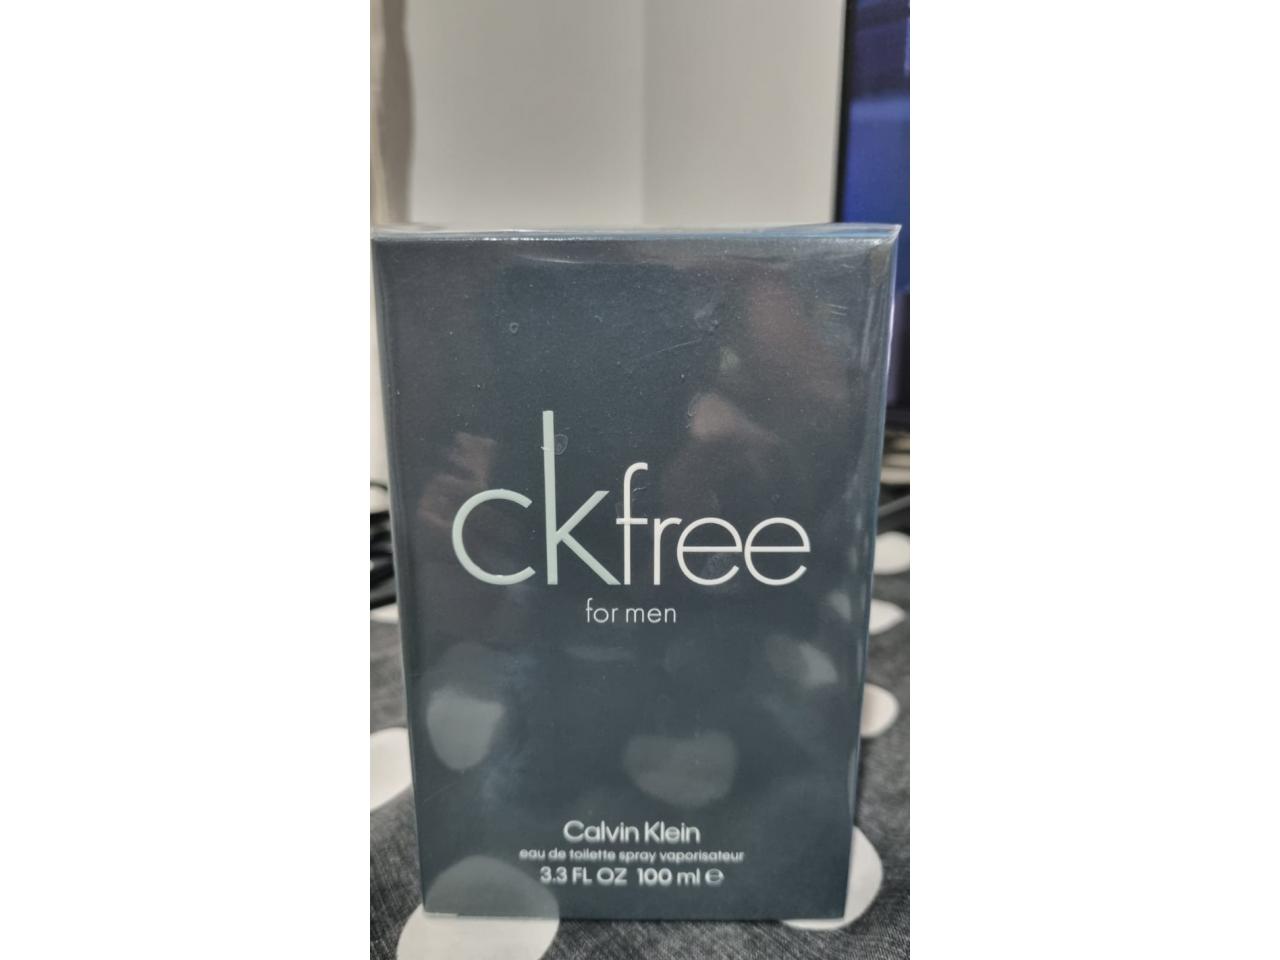 ckfree
for men
Calvin Klein
eau de toilette spray vaporisateur
3.3 FL OZ 100 ml ℮